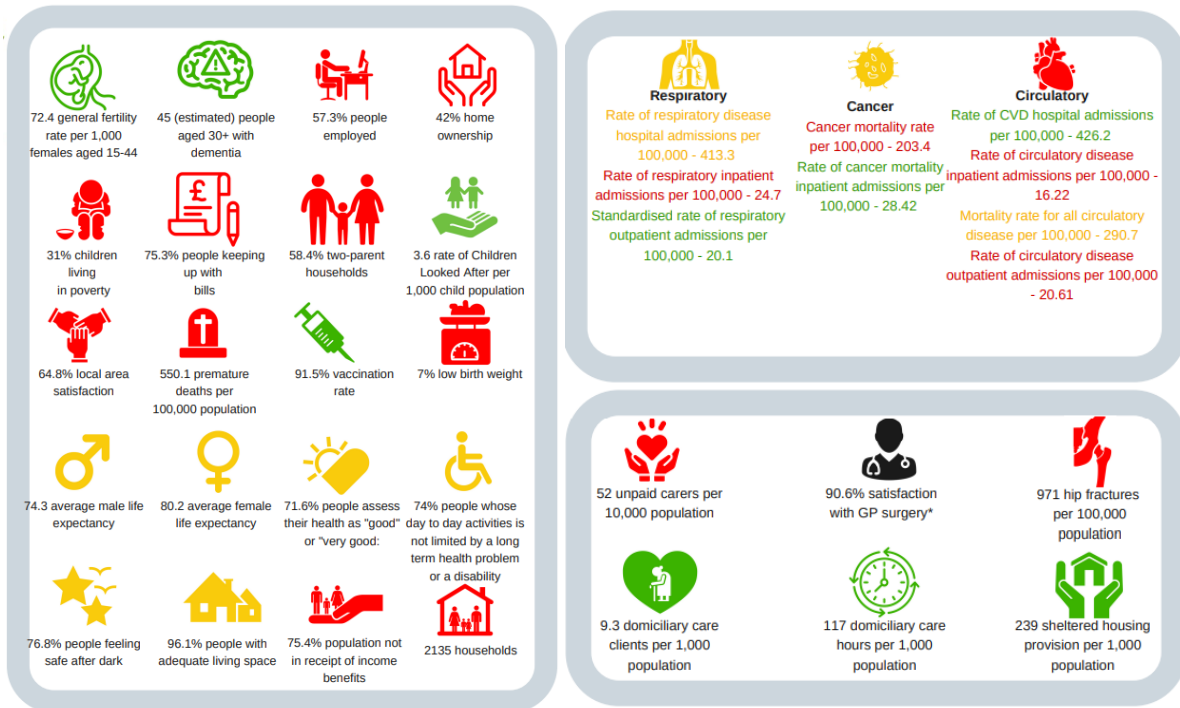 72.4 general fertility
rate per 1,000
females aged 15-44
45 (estimated) people
aged 30+ with
dementia
57.3% people
employed
42% home
ownership
£
31% children
living
in poverty
75.3% people keeping
up with
bills
58.4% two-parent
households
3.6 rate of Children
Looked After per
1,000 child population
64.8% local area
satisfaction
550.1 premature
deaths per
100,000 population
91.5% vaccination
rate
7% low birth weight
74.3 average male life
expectancy
80.2 average female
life expectancy
71.6% people assess
their health as "good"
or "very good:
74% people whose
day to day activities is
not limited by a long
term health problem
or a disability
76.8% people feeling
safe after dark
96.1% people with
adequate living space
75.4% population not
in receipt of income
benefits
2135 households
Respiratory
Rate of respiratory disease
hospital admissions per
100,000 - 413.3
Rate of respiratory inpatient
admissions per 100,000 - 24.7
Standardised rate of respiratory
outpatient admissions per
100,000 - 20.1
Cancer
Cancer mortality rate
per 100,000 - 203.4
Rate of cancer mortality
inpatient admissions per
100,000 - 28.42
Circulatory
Rate of CVD hospital admissions
per 100,000 - 426.2
Rate of circulatory disease
inpatient admissions per 100,000 -
16.22
Mortality rate for all circulatory
disease per 100,000 - 290.7
Rate of circulatory disease
outpatient admissions per 100,000
- 20.61
52 unpaid carers per
10,000 population
90.6% satisfaction
with GP surgery*
971 hip fractures
per 100,000
population
9.3 domiciliary care
clients per 1,000
population
117 domiciliary care
hours per 1,000
population
239 sheltered housing
provision per 1,000
population